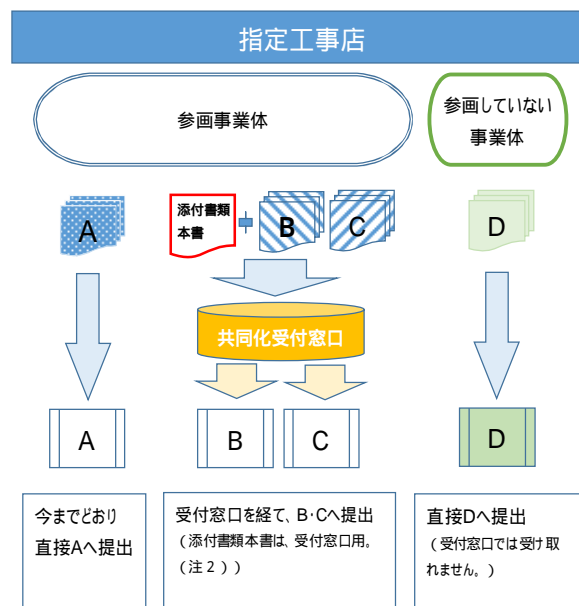 指定工事店
参画事業体
参画していない
事業体
A
添付書類
本書
B
C
D
共同化受付窓口
A
B
C
D
今までどおり
直接Aへ提出
受付窓口を経て、B・Cへ提出
（添付書類本書は、受付窓口用。
（注２））
直接Dへ提出
（受付窓口では受け取
れません。）